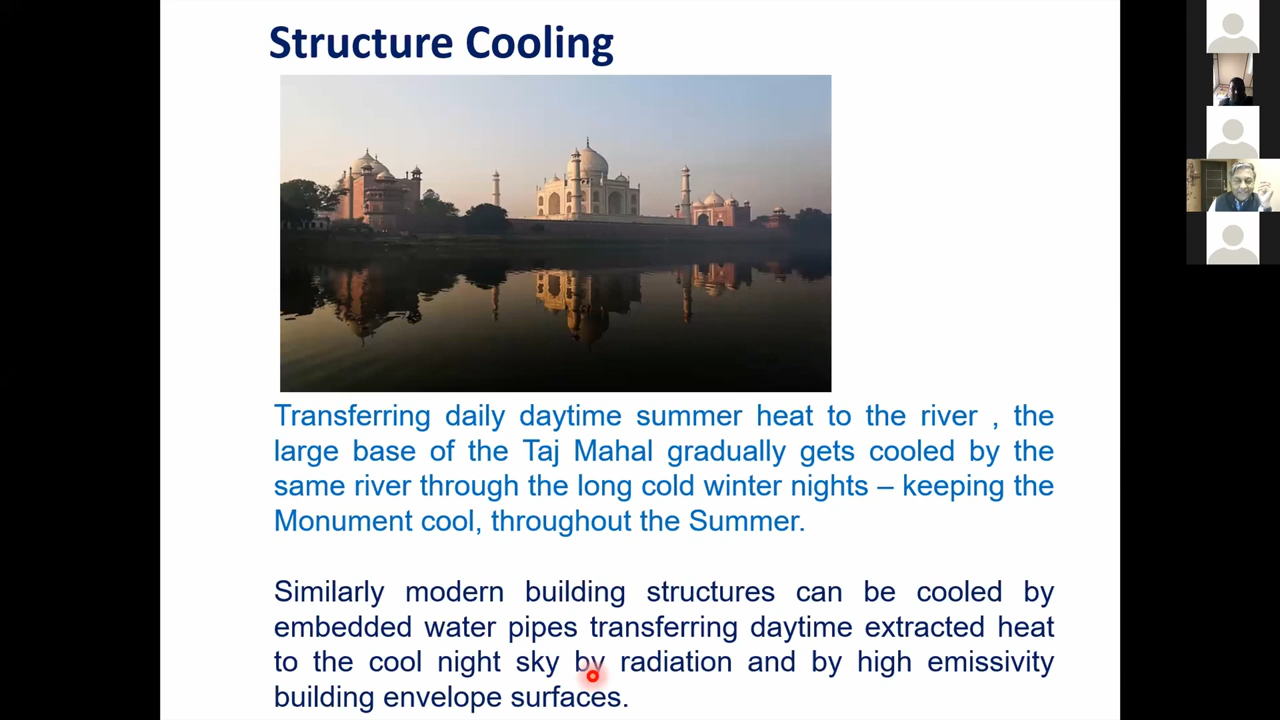 Structure Cooling
Transferring daily daytime summer heat to the river , the
large base of the Taj Mahal gradually gets cooled by the
same river through the long cold winter nights – keeping the
Monument cool, throughout the Summer.
Similarly modern building structures can be cooled by
embedded water pipes transferring daytime extracted heat
to the cool night sky by radiation and by high emissivity
building envelope surfaces.